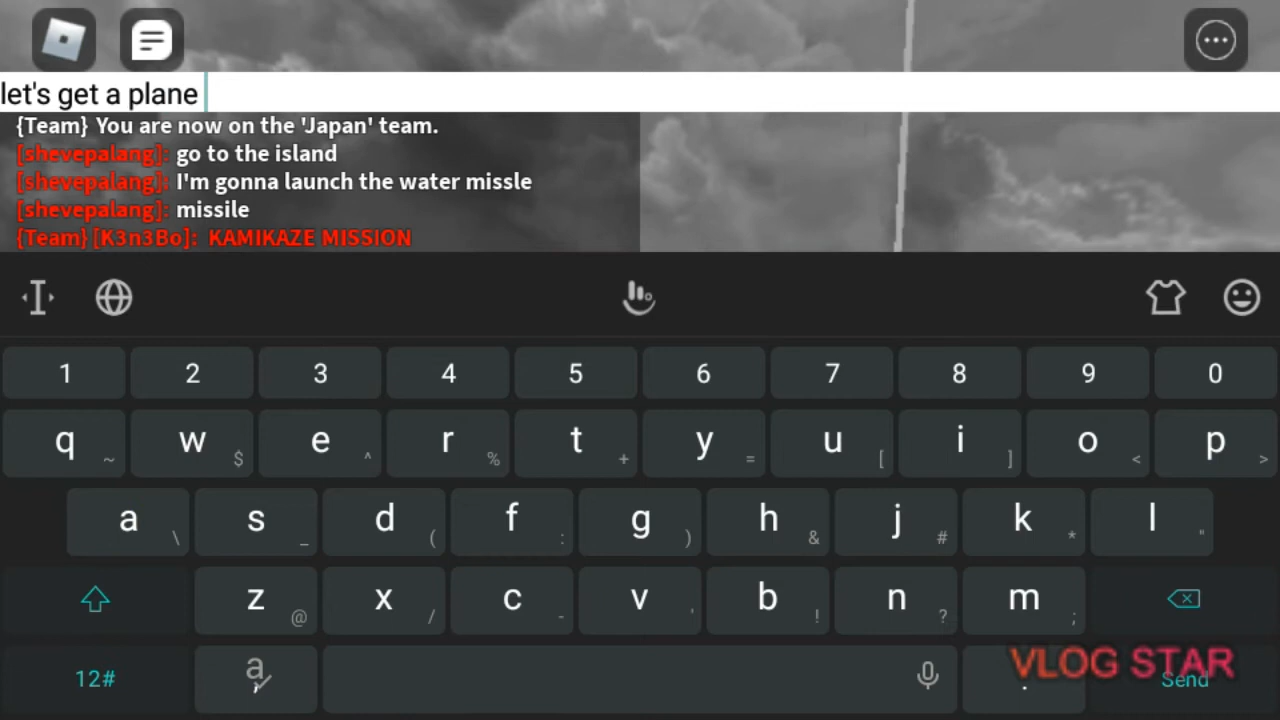 let's get a plane
{Team} You are now on the 'Japan' team.
[shevepalang]: go to the island
[shevepalang]: I'm gonna launch the water missle
[shevepalang]: missile
{Team} [K3n3Bo]: KAMIKAZE MISSION
1 2 3 4 5 6 7 8 9 0
q ~ w $ e ^ r % t + y = u [ i ] o < p >
a \ s _ d ( f : g ) h & j # k * l "
z @ x / c - v ' b ! n ? m ;
VLOG STAR
12# a , . Send